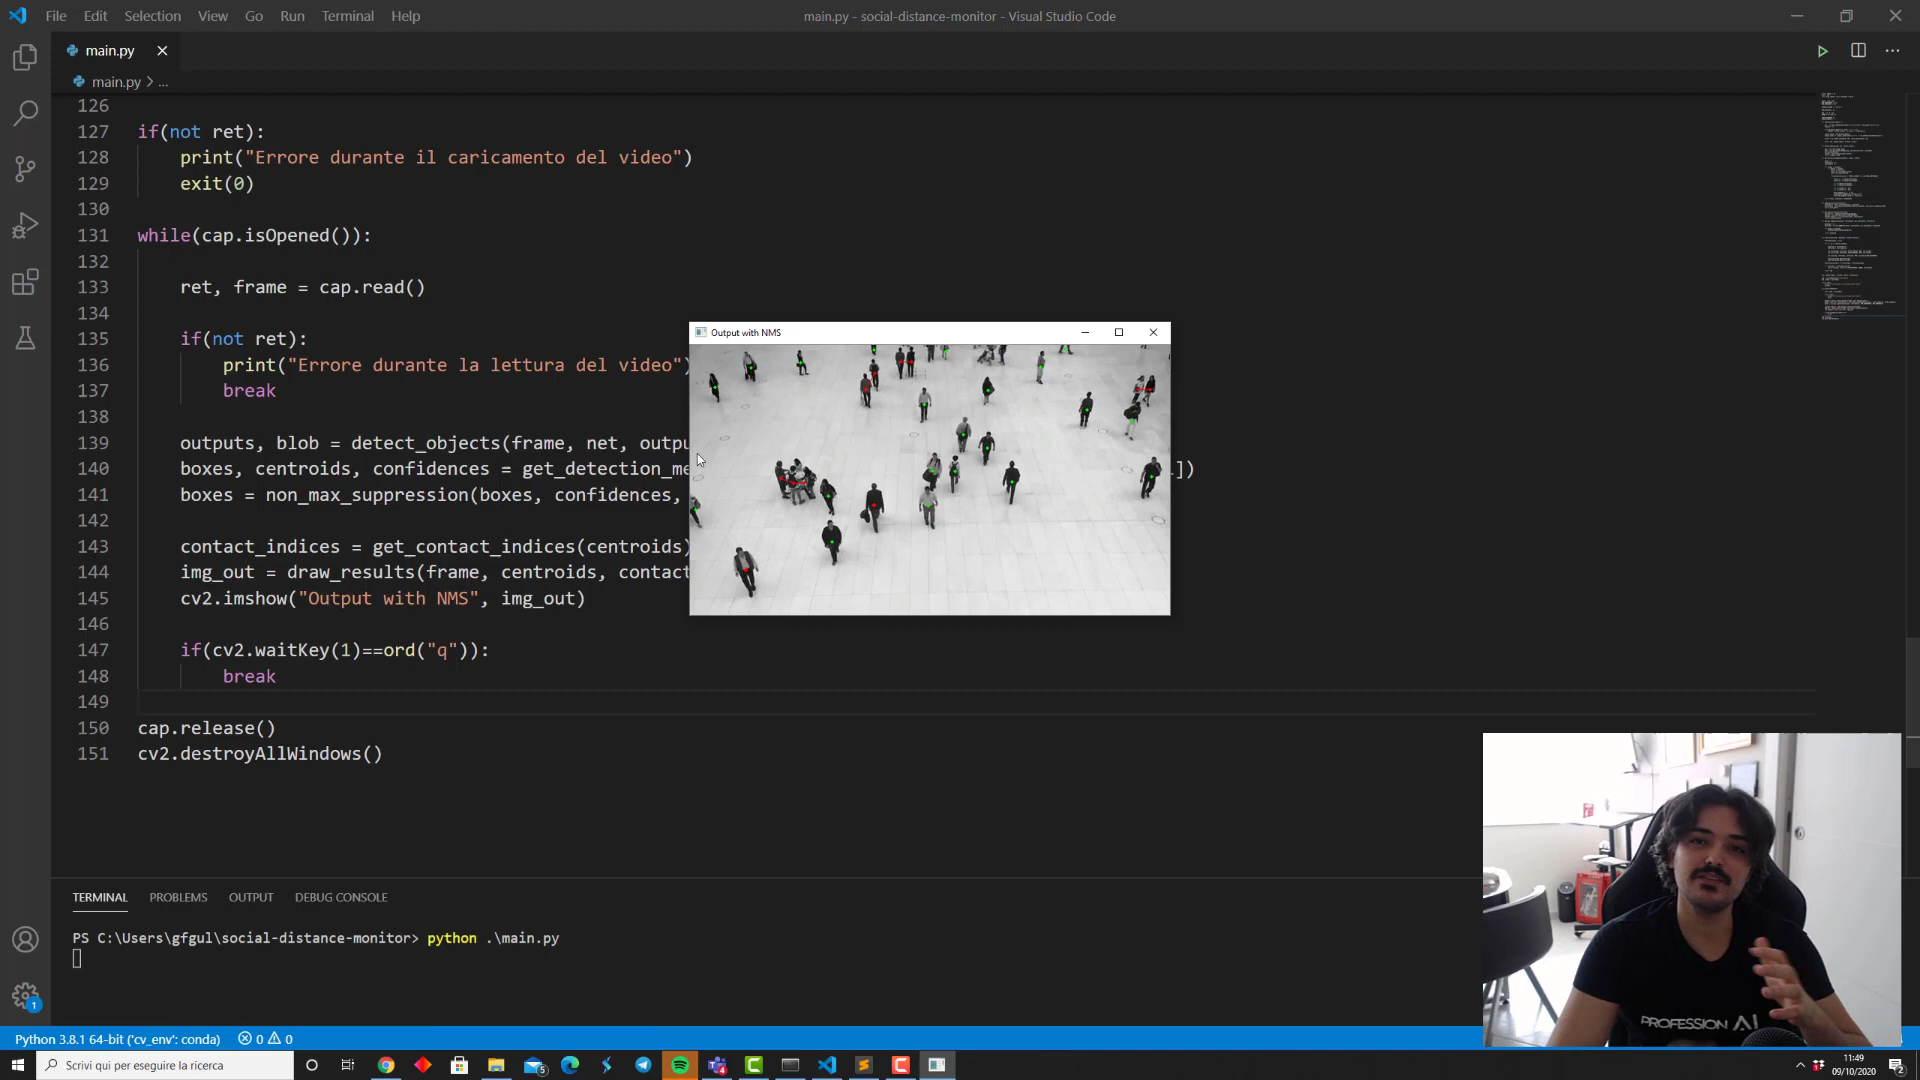 File Edit Selection View Go Run Terminal Help
main.py - social-distance-monitor - Visual Studio Code
main.py
main.py > ...
126
127 if(not ret):
128 print("Errore durante il caricamento del video")
129 exit(0)
130
131 while(cap.isOpened()):
132
133 ret, frame = cap.read()
134
135 if(not ret):
136 print("Errore durante la lettura del video")
137 break
138
139 outputs, blob = detect_objects(frame, net, outpu
140 boxes, centroids, confidences = get_detection_me
.])
141 boxes = non_max_suppression(boxes, confidences,
142
143 contact_indices = get_contact_indices(centroids)
144 img_out = draw_results(frame, centroids, contac
145 cv2.imshow("Output with NMS", img_out)
146
147 if(cv2.waitKey(1)==ord("q")):
148 break
149
150 cap.release()
151 cv2.destroyAllWindows()
Output with NMS
TERMINAL PROBLEMS OUTPUT DEBUG CONSOLE
PS C:\Users\gfgul\social-distance-monitor> python .\main.py
PROFESSION AI
1
Python 3.8.1 64-bit ('cv_env': conda) 0 0
Scrivi qui per eseguire la ricerca
5
4
11:49
09/10/2020
2